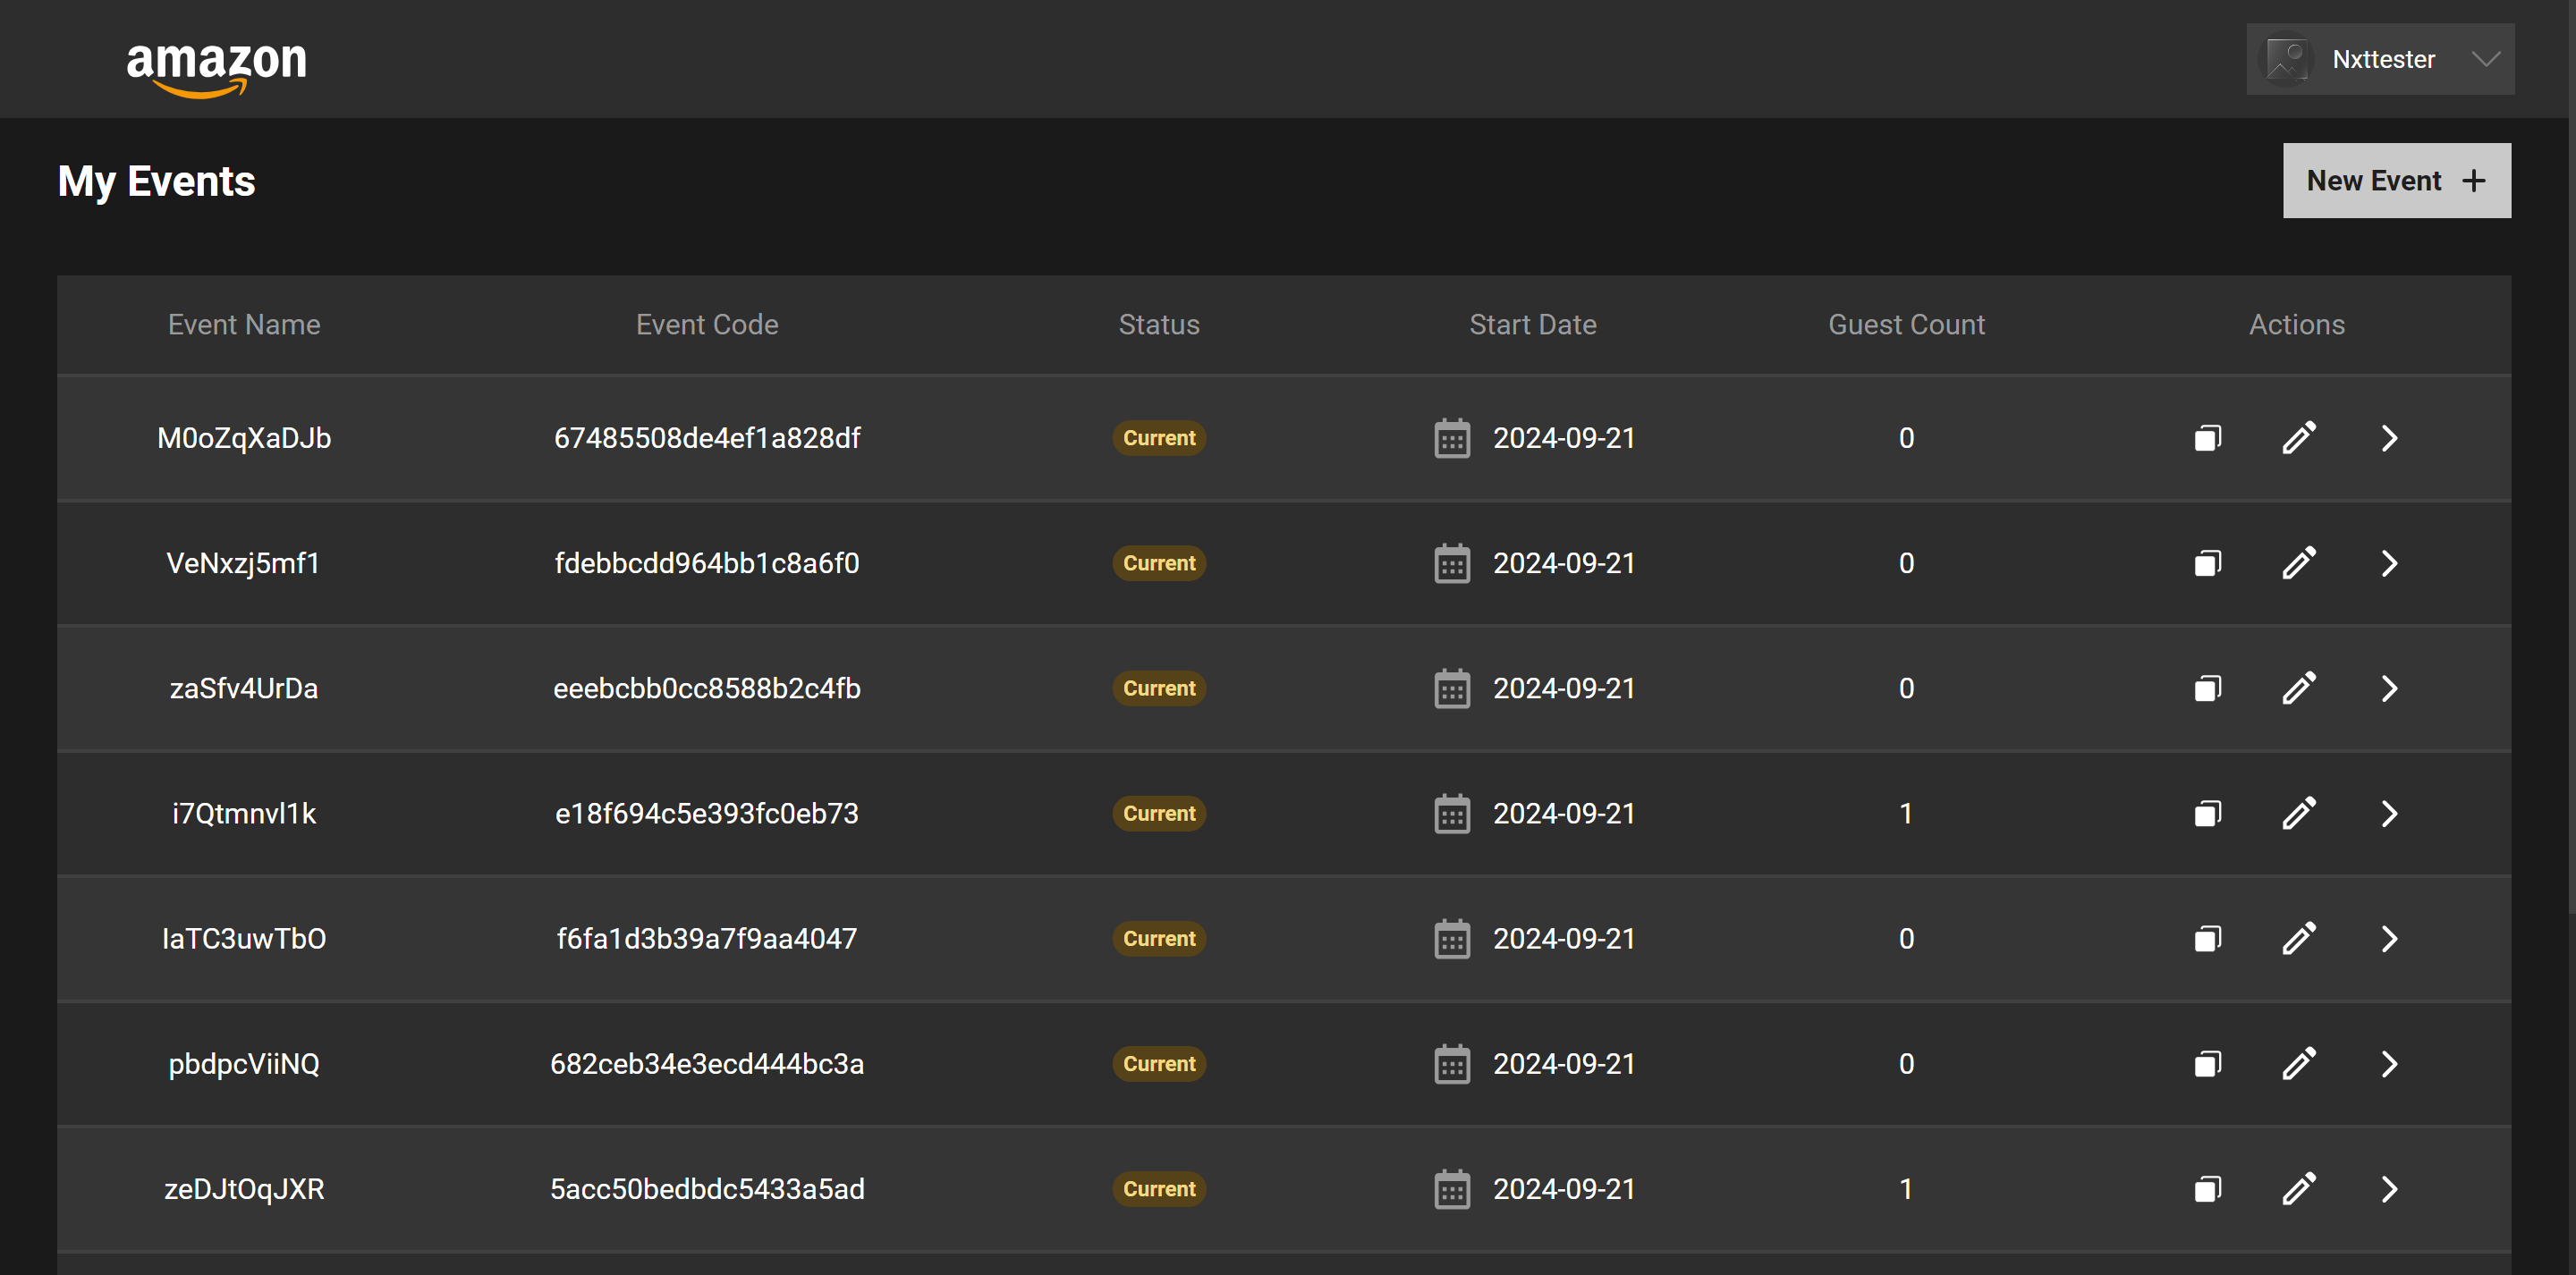 amazon
Nxttester
My Events
New Event +
Event Name Event Code Status Start Date Guest Count Actions
M0oZqXaDJb 67485508de4ef1a828df Current 2024-09-21 0
VeNxzj5mf1 fdebbcdd964bb1c8a6f0 Current 2024-09-21 0
zaSfv4UrDa eeebcbb0cc8588b2c4fb Current 2024-09-21 0
i7Qtmnvl1k e18f694c5e393fc0eb73 Current 2024-09-21 1
IaTC3uwTbO f6fa1d3b39a7f9aa4047 Current 2024-09-21 0
pbdpcViiNQ 682ceb34e3ecd444bc3a Current 2024-09-21 0
zeDJtOqJXR 5acc50bedbdc5433a5ad Current 2024-09-21 1